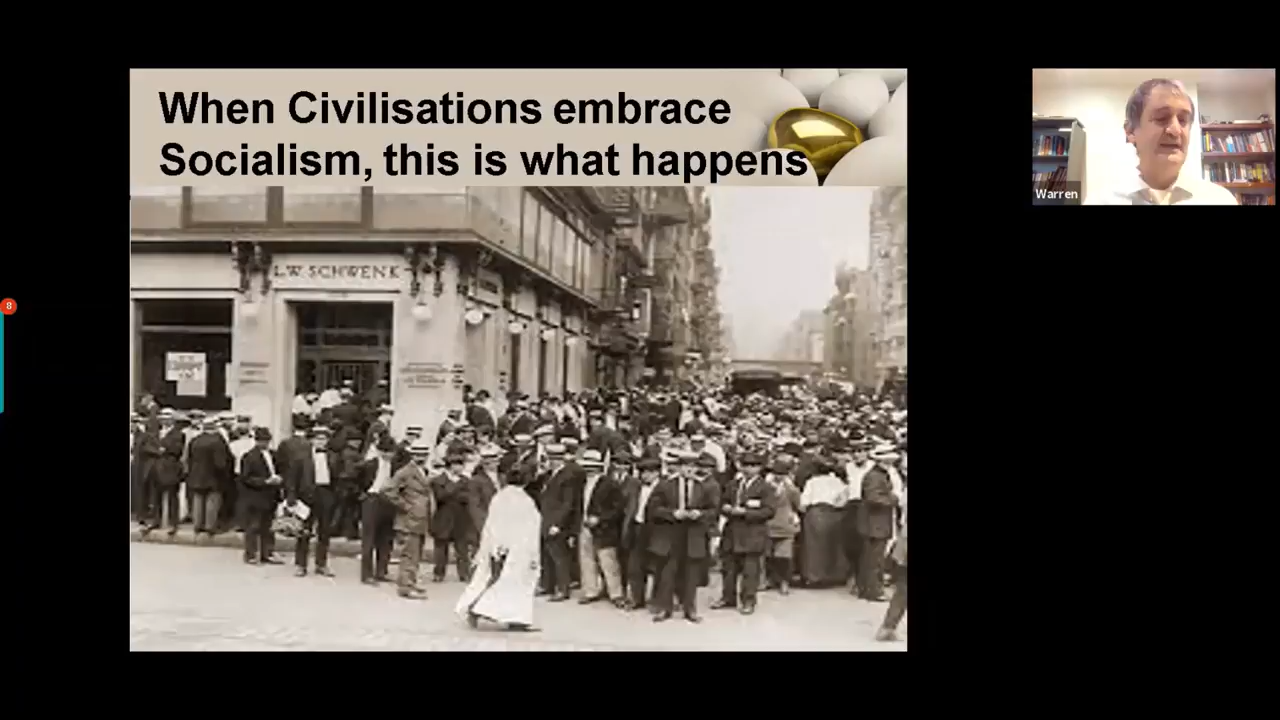 When Civilisations embrace
Socialism, this is what happens
L.W. SCHWENK
Warren
8